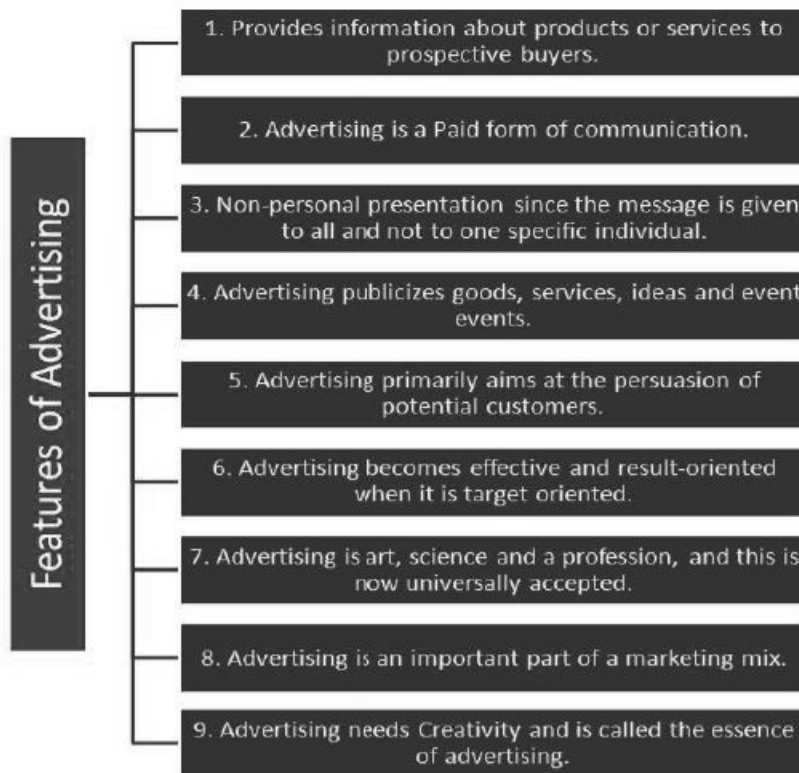 Features of Advertising
1. Provides information about products or services to
prospective buyers.
2. Advertising is a Paid form of communication.
3. Non-personal presentation since the message is given
to all and not to one specific individual.
4. Advertising publicizes goods, services, ideas and event
events.
5. Advertising primarily aims at the persuasion of
potential customers.
6. Advertising becomes effective and result-oriented
when it is target oriented.
7. Advertising is art, science and a profession, and this is
now universally accepted.
8. Advertising is an important part of a marketing mix.
9. Advertising needs Creativity and is called the essence
of advertising.